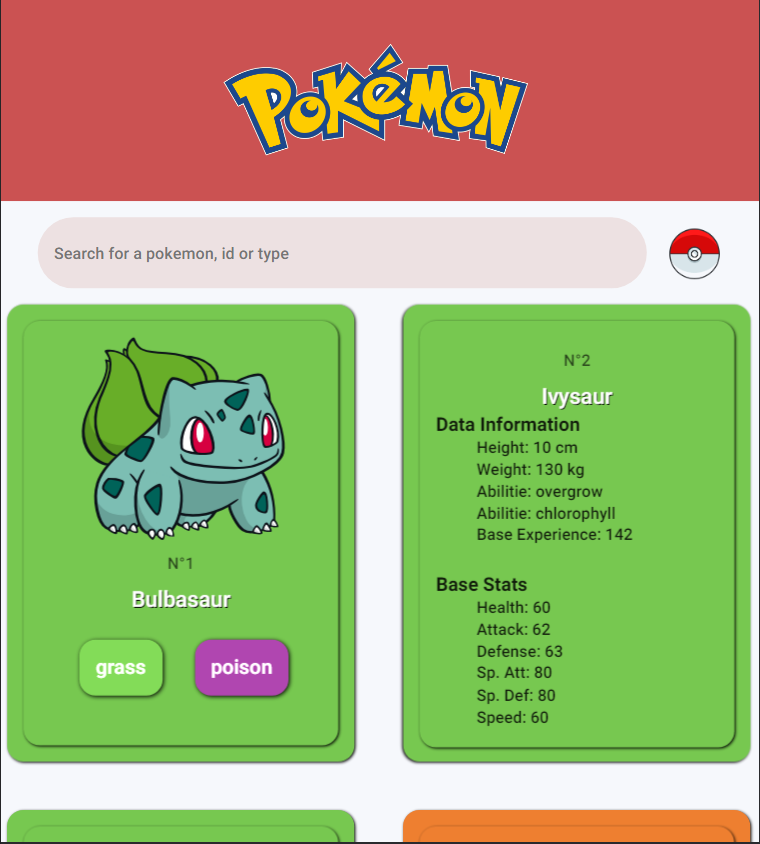 Pokémon
Search for a pokemon, id or type
N°1
Bulbasaur
grass
poison
N°2
Ivysaur
Data Information
Height: 10 cm
Weight: 130 kg
Abilitie: overgrow
Abilitie: chlorophyll
Base Experience: 142
Base Stats
Health: 60
Attack: 62
Defense: 63
Sp. Att: 80
Sp. Def: 80
Speed: 60